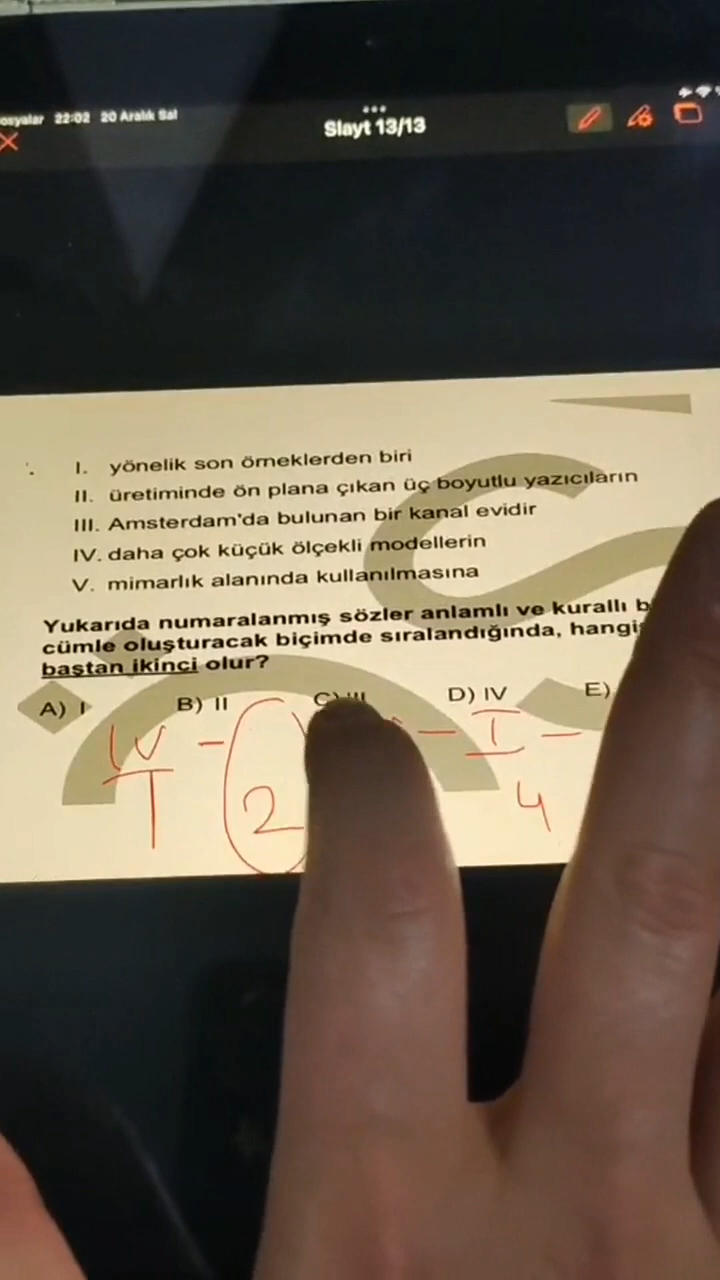 osyalar 22:02 20 Aralık Sal
Slayt 13/13
I. yönelik son örneklerden biri
II. üretiminde ön plana çıkan üç boyutlu yazıcıların
III. Amsterdam'da bulunan bir kanal evidir
IV. daha çok küçük ölçekli modellerin
V. mimarlık alanında kullanılmasına
Yukarıda numaralanmış sözler anlamlı ve kurallı b
cümle oluşturacak biçimde sıralandığında, hangi
baştan ikinci olur?
A) I B) II C) III D) IV E)
IV - - I -
1 2 4